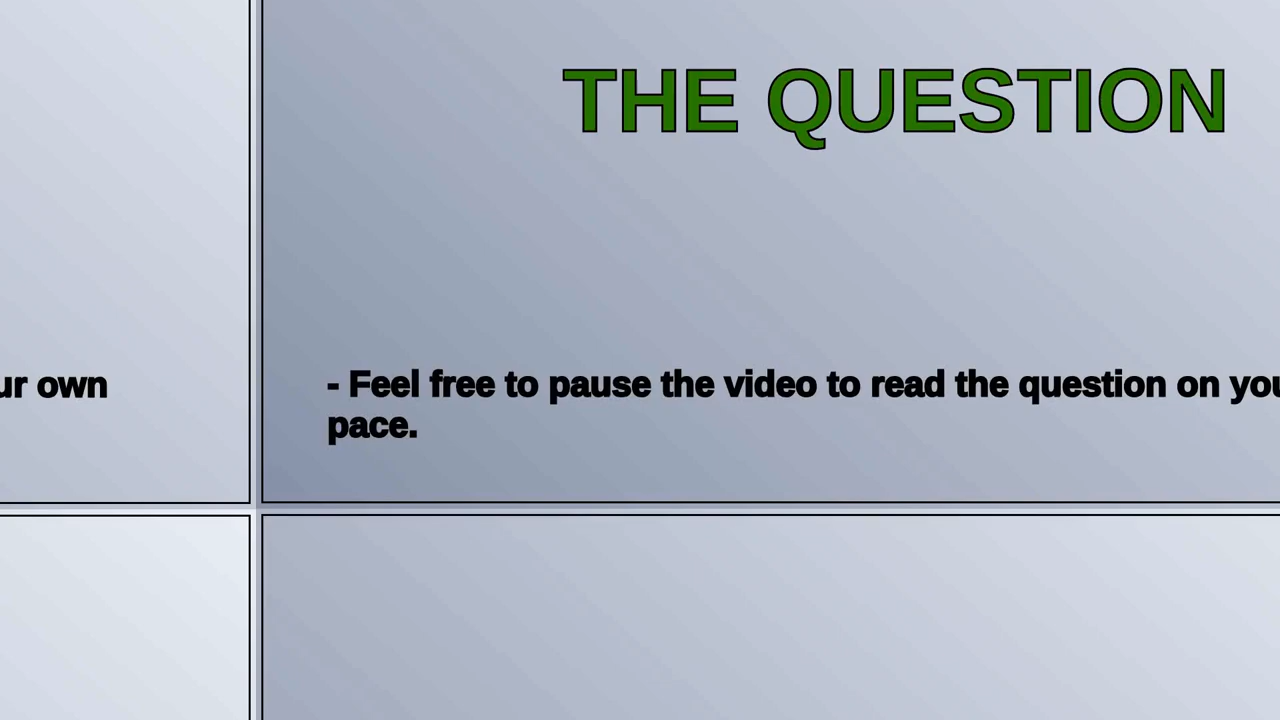 THE QUESTION
ur own
- Feel free to pause the video to read the question on you
pace.